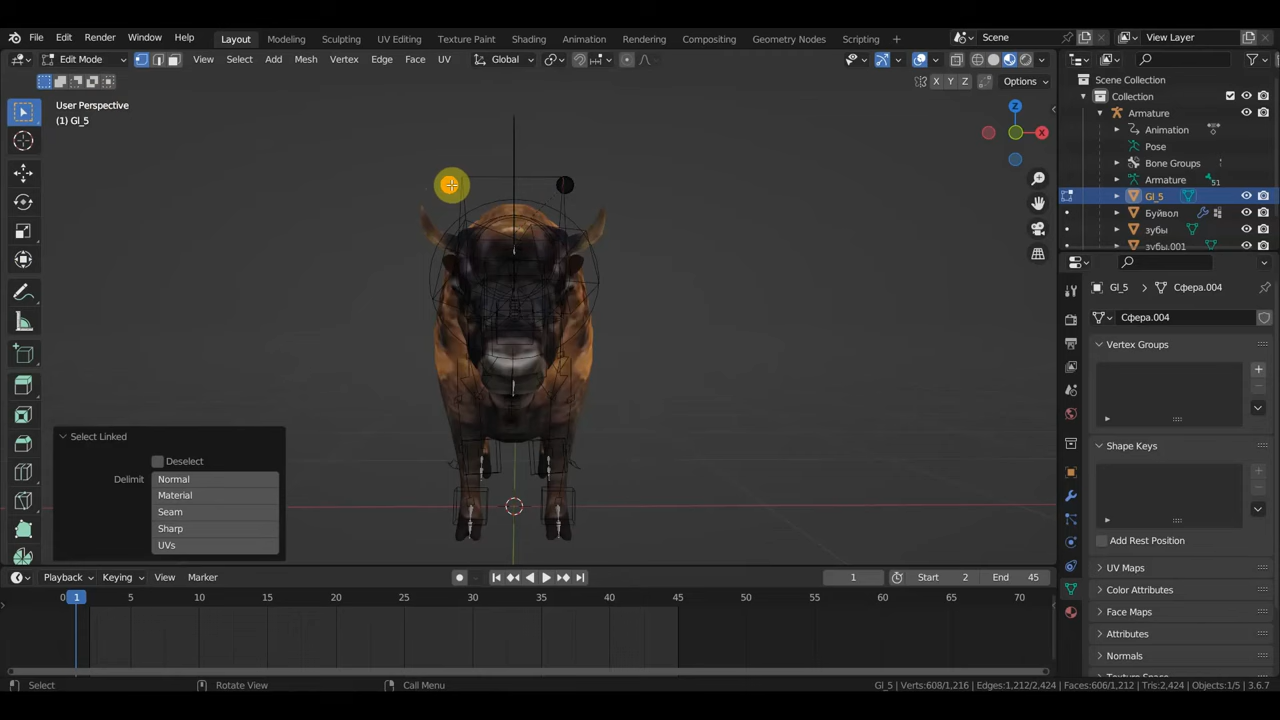 File Edit Render Window Help Layout Modeling Sculpting UV Editing Texture Paint Shading Animation Rendering Compositing Geometry Nodes Scripting Scene View Layer
Edit Mode View Select Add Mesh Vertex Edge Face UV Global
X Y Z Options
User Perspective
(1) Gl_5
Z
X
Scene Collection
Collection
Armature
Animation
Pose
Bone Groups
Armature 51
Gl_5
Буйвол
зубы
зубы.001
Gl_5 Сфера.004
Сфера.004
Vertex Groups
Shape Keys
Add Rest Position
UV Maps
Color Attributes
Face Maps
Attributes
Normals
Texture Space
Select Linked
Deselect
Delimit Normal
Material
Seam
Sharp
UVs
Playback Keying View Marker 1 Start 2 End 45
0 1 5 10 15 20 25 30 35 40 45 50 55 60 65 70
Select Rotate View Call Menu Gl_5 | Verts:608/1,216 | Edges:1,212/2,424 | Faces:606/1,212 | Tris:2,424 | Objects:1/5 | 3.6.7